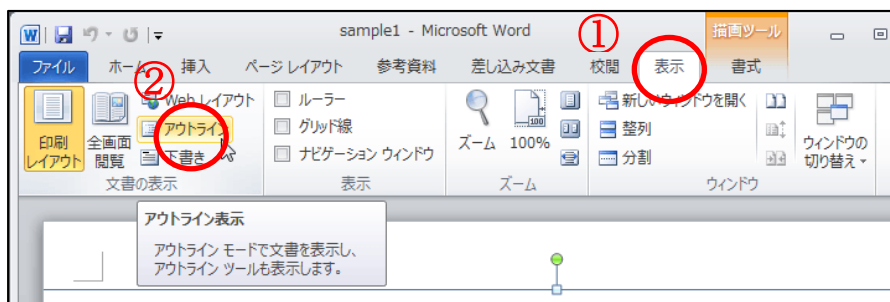 sample1 - Microsoft Word
描画ツール
①
ファイル ホーム 挿入 ページ レイアウト 参考資料 差し込み文書 校閲 表示 書式
②
印刷
レイアウト
全画面
閲覧
Web レイアウト
アウトライン
下書き
文書の表示
ルーラー
グリッド線
ナビゲーション ウィンドウ
表示
ズーム
100
100%
ズーム
新しいウィンドウを開く
整列
分割
ウィンドウの
切り替え
ウィンドウ
アウトライン表示
アウトライン モードで文書を表示し、
アウトライン ツールも表示します。